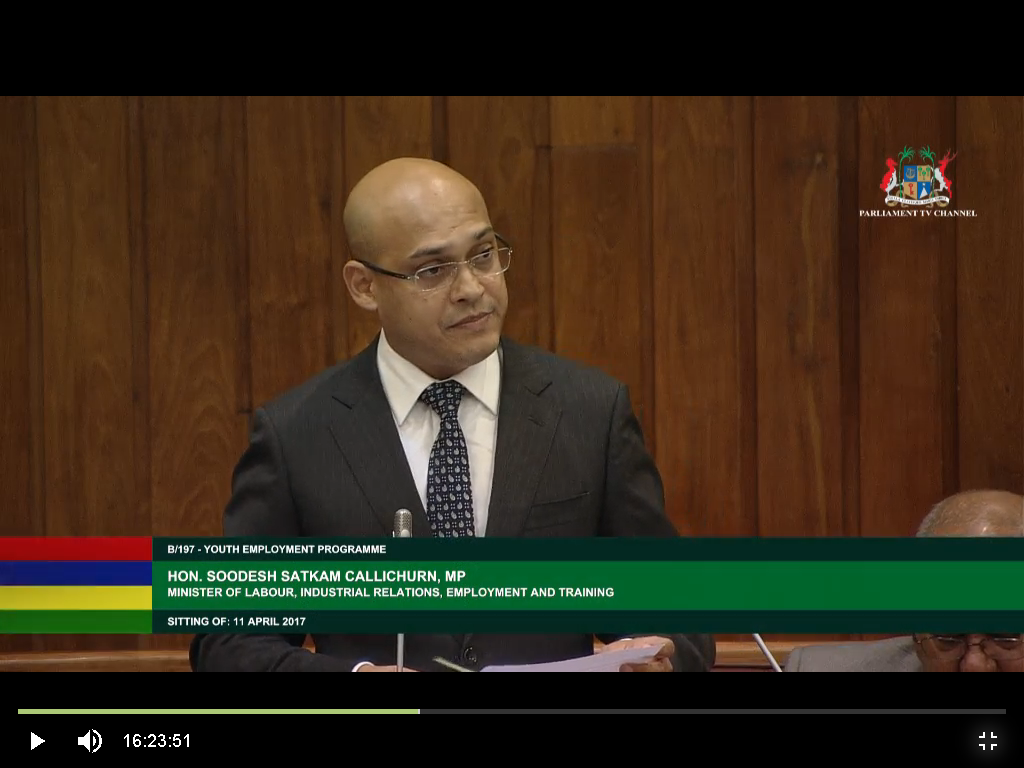 PARLIAMENT TV CHANNEL
B/197 - YOUTH EMPLOYMENT PROGRAMME
HON. SOODESH SATKAM CALLICHURN, MP
MINISTER OF LABOUR, INDUSTRIAL RELATIONS, EMPLOYMENT AND TRAINING
SITTING OF: 11 APRIL 2017
16:23:51